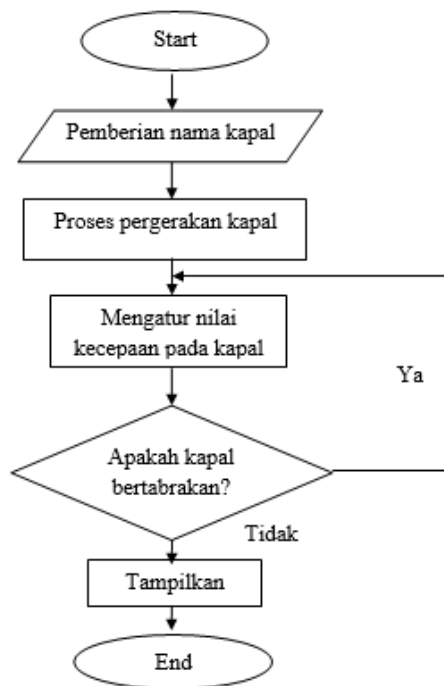 Start
Pemberian nama kapal
Proses pergerakan kapal
Mengatur nilai
kecepaan pada kapal
Ya
Apakah kapal
bertabrakan?
Tidak
Tampilkan
End